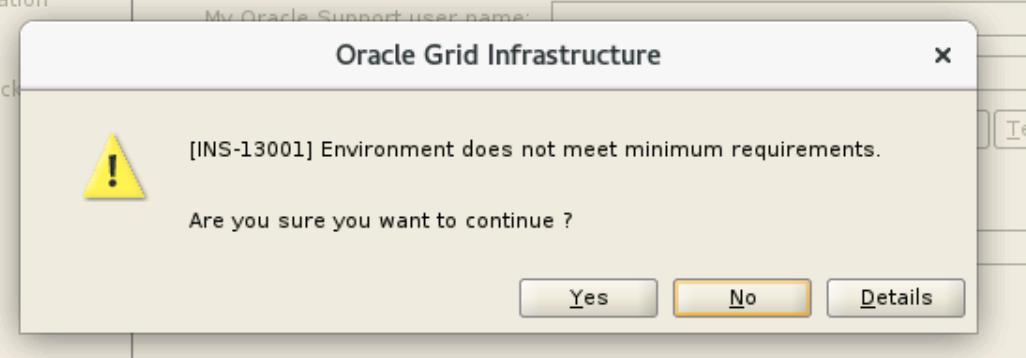 My Oracle Support user name:
Oracle Grid Infrastructure
[INS-13001] Environment does not meet minimum requirements.
Are you sure you want to continue ?
Yes No Details